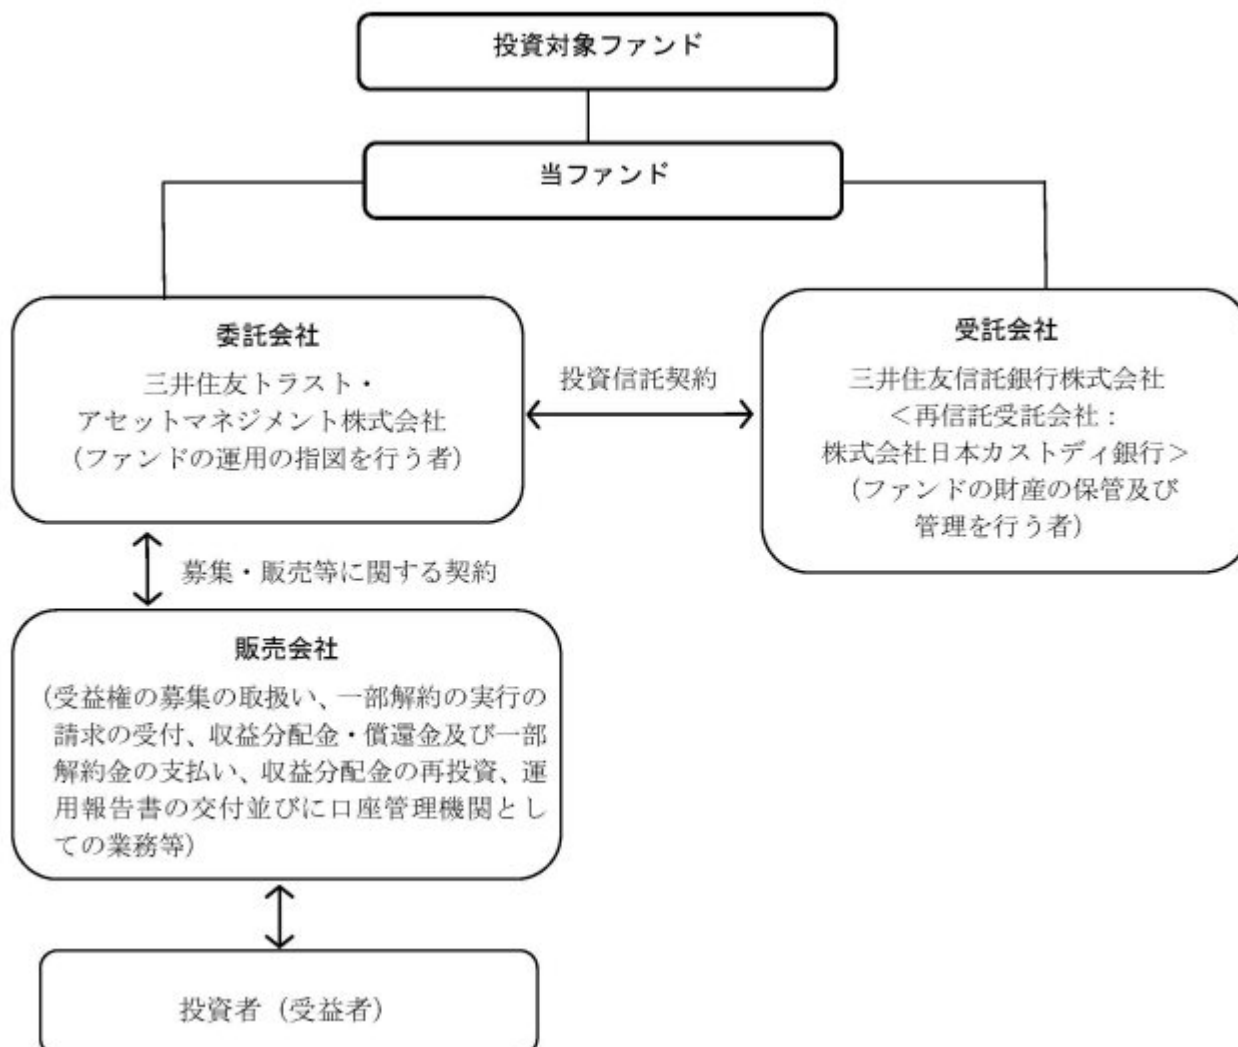 投資対象ファンド
当ファンド
委託会社
三井住友トラスト・
アセットマネジメント株式会社
（ファンドの運用の指図を行う者）
投資信託契約
受託会社
三井住友信託銀行株式会社
＜再信託受託会社：
株式会社日本カストディ銀行＞
（ファンドの財産の保管及び
管理を行う者）
募集・販売等に関する契約
販売会社
（受益権の募集の取扱い、一部解約の実行の
請求の受付、収益分配金・償還金及び一部
解約金の支払い、収益分配金の再投資、運
用報告書の交付並びに口座管理機関とし
ての業務等）
投資者（受益者）